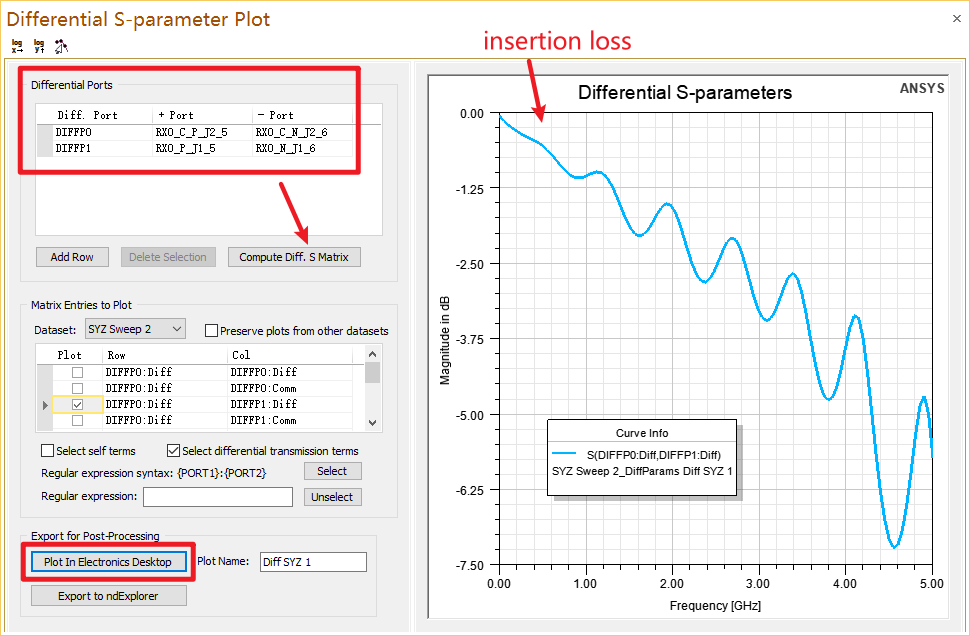 Differential S-parameter Plot
log
x→
log
y↑
insertion loss
Differential Ports
Diff. Port + Port - Port
DIFFP0 RXO_C_P_J2_5 RXO_C_N_J2_6
DIFFP1 RXO_P_J1_5 RXO_N_J1_6
Add Row Delete Selection Compute Diff. S Matrix
Matrix Entries to Plot
Dataset: SYZ Sweep 2 Preserve plots from other datasets
Plot Row Col
DIFFP0:Diff DIFFP0:Diff
DIFFP0:Diff DIFFP0:Comm
DIFFP0:Diff DIFFP1:Diff
DIFFP0:Diff DIFFP1:Comm
Select self terms Select differential transmission terms
Regular expression syntax: {PORT1}:{PORT2} Select
Regular expression: Unselect
Export for Post-Processing
Plot In Electronics Desktop Plot Name: Diff SYZ 1
Export to ndExplorer
ANSYS
Differential S-parameters
0.00
-1.25
-2.50
-3.75
-5.00
-6.25
-7.50
Magnitude in dB
Curve Info
S(DIFFP0:Diff,DIFFP1:Diff)
SYZ Sweep 2_DiffParams Diff SYZ 1
0.00 1.00 2.00 3.00 4.00 5.00
Frequency [GHz]